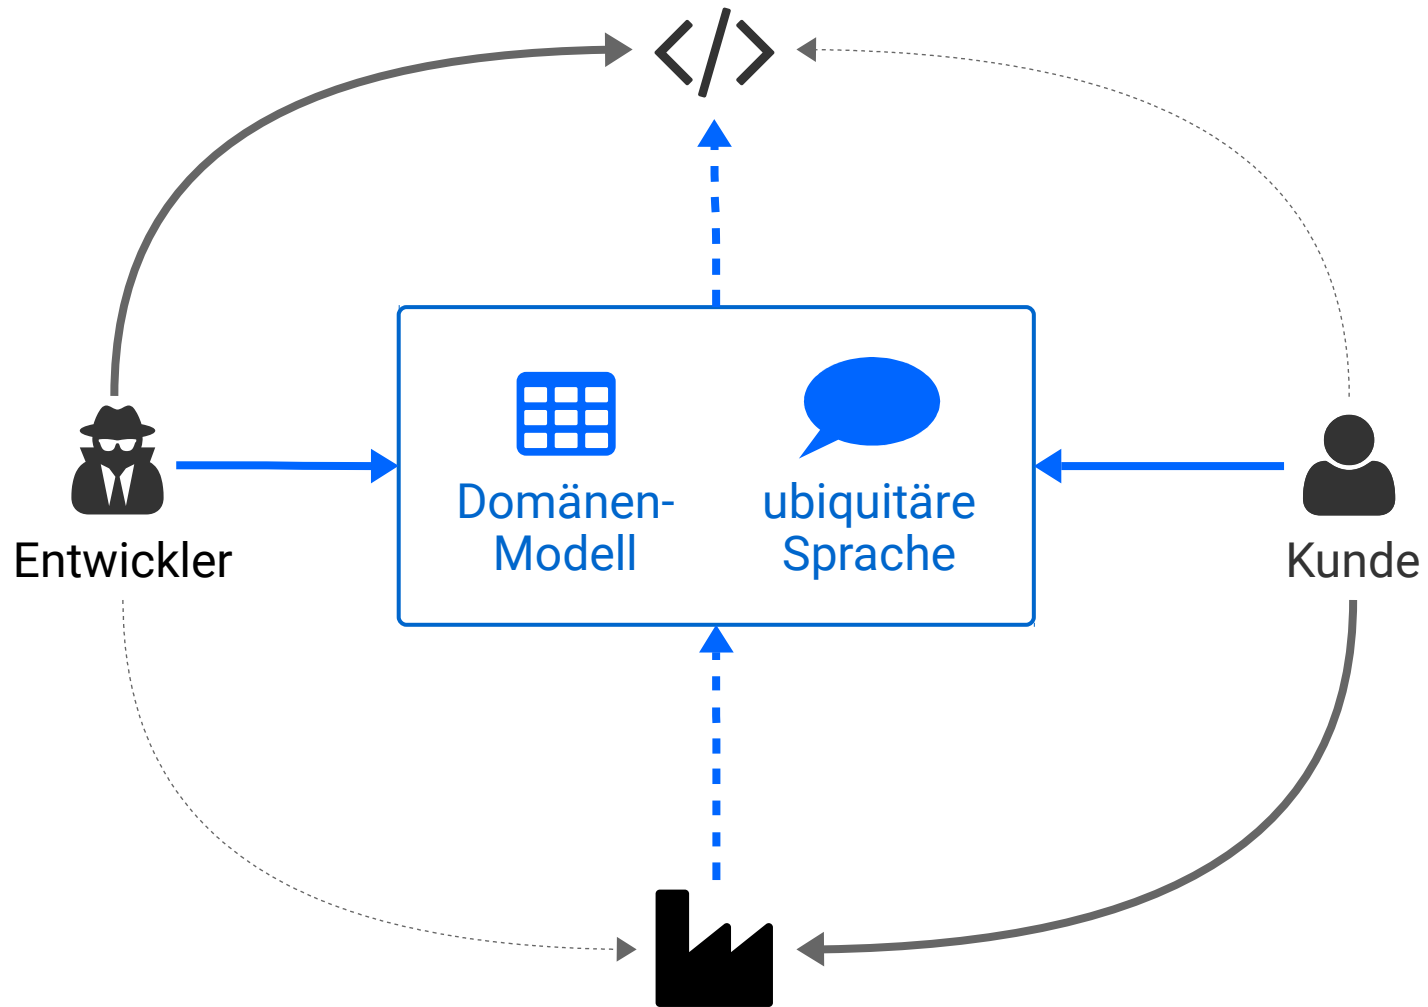 </>
Domänen-
Modell
ubiquitäre
Sprache
Entwickler
Kunde